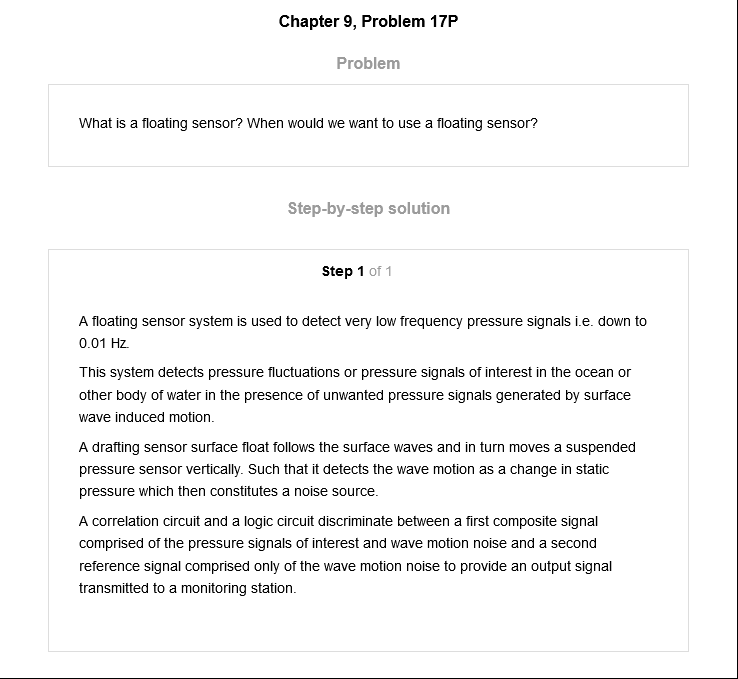 Chapter 9, Problem 17P
Problem
What is a floating sensor? When would we want to use a floating sensor?
Step-by-step solution
Step 1 of 1
A floating sensor system is used to detect very low frequency pressure signals i.e. down to
0.01 Hz.
This system detects pressure fluctuations or pressure signals of interest in the ocean or
other body of water in the presence of unwanted pressure signals generated by surface
wave induced motion.
A drafting sensor surface float follows the surface waves and in turn moves a suspended
pressure sensor vertically. Such that it detects the wave motion as a change in static
pressure which then constitutes a noise source.
A correlation circuit and a logic circuit discriminate between a first composite signal
comprised of the pressure signals of interest and wave motion noise and a second
reference signal comprised only of the wave motion noise to provide an output signal
transmitted to a monitoring station.